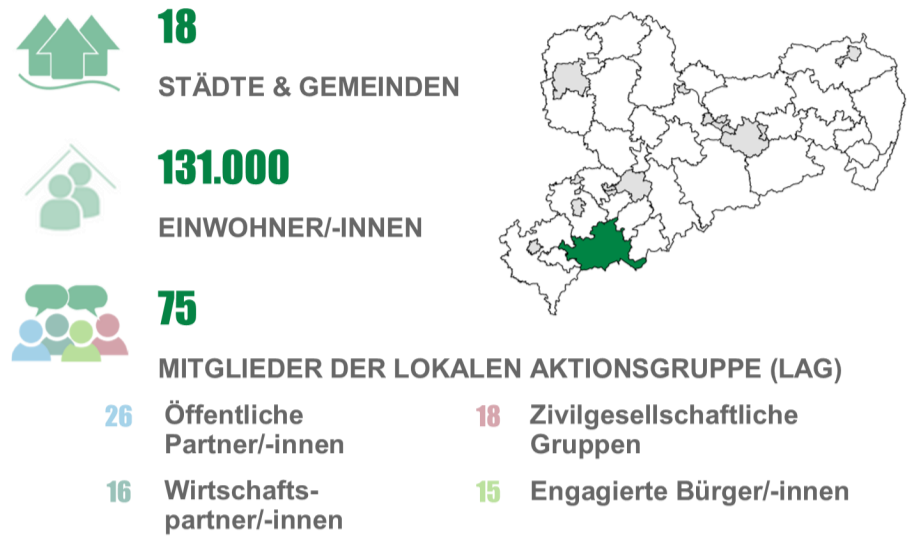 18
STÄDTE & GEMEINDEN
131.000
EINWOHNER/-INNEN
75
MITGLIEDER DER LOKALEN AKTIONSGRUPPE (LAG)
26 Öffentliche
Partner/-innen
18 Zivilgesellschaftliche
Gruppen
16 Wirtschafts-
partner/-innen
15 Engagierte Bürger/-innen